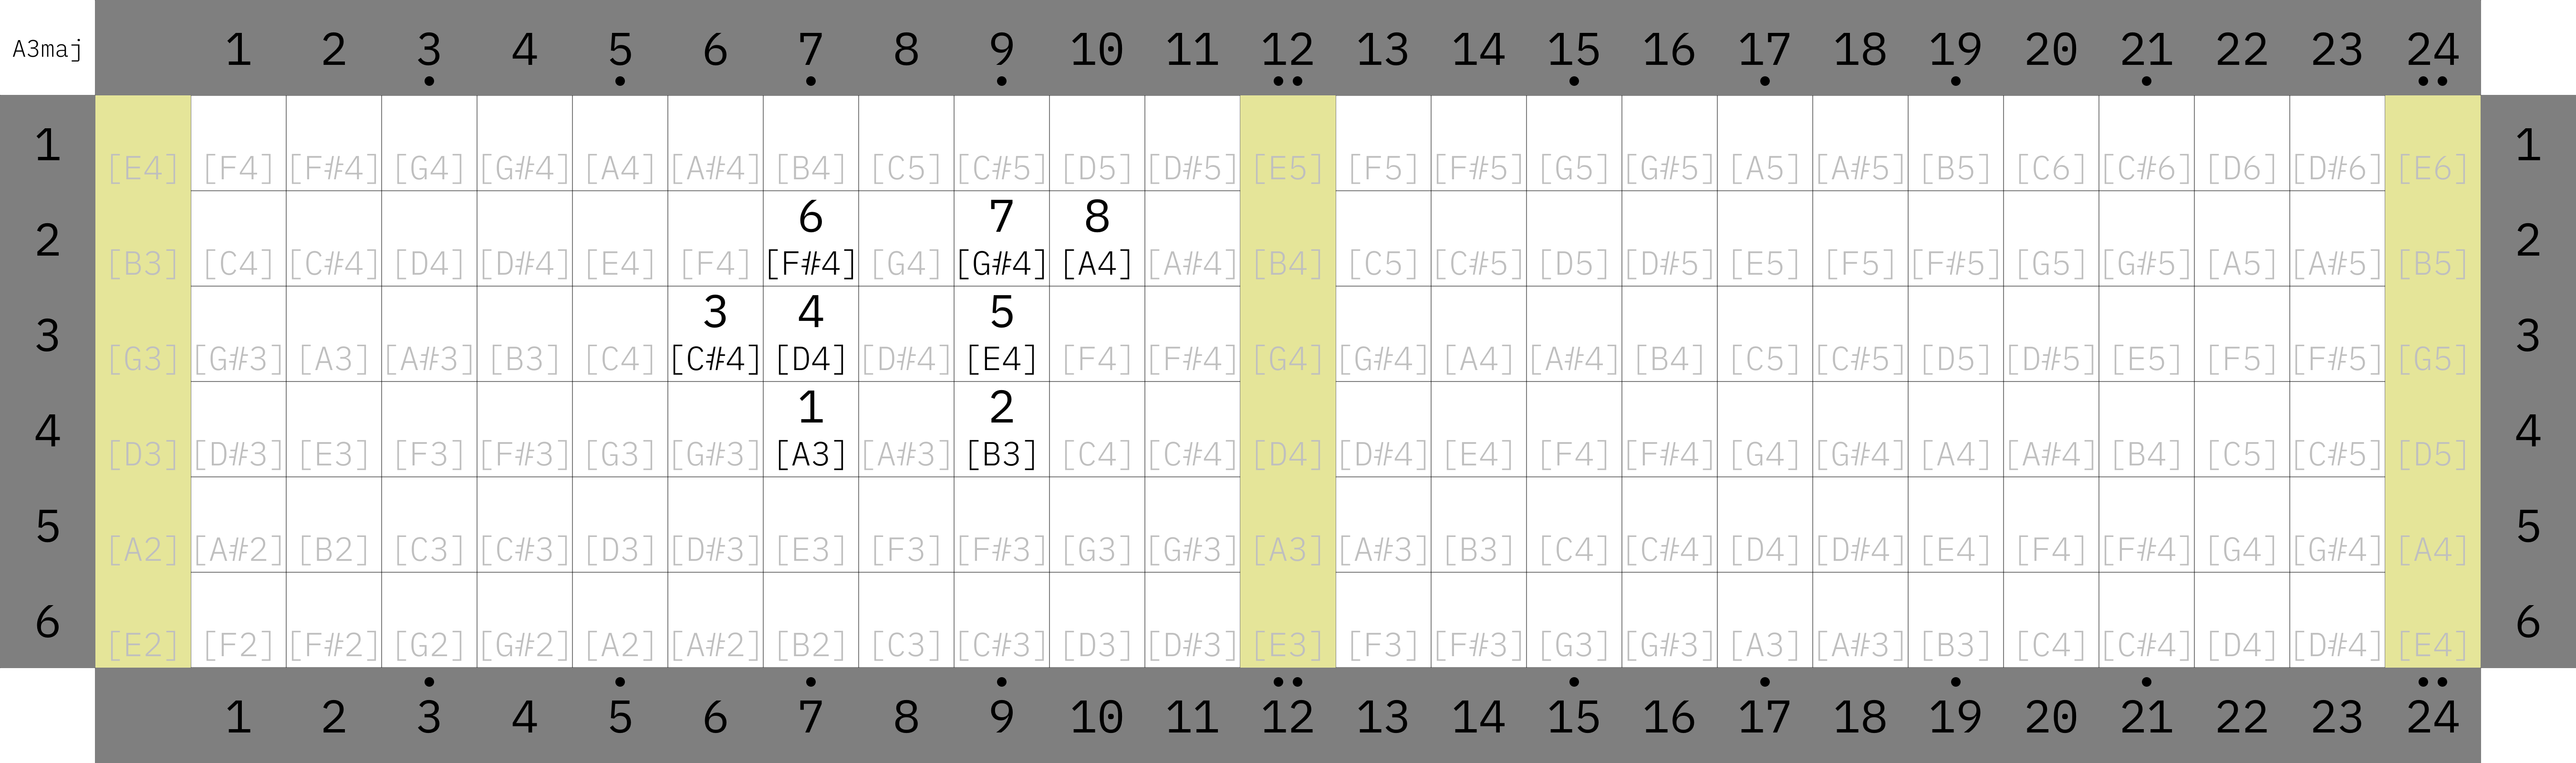 A3maj 1 2 3 4 5 6 7 8 9 10 11 12 13 14 15 16 17 18 19 20 21 22 23 24
1 [E4] [F4] [F#4] [G4] [G#4] [A4] [A#4] [B4] [C5] [C#5] [D5] [D#5] [E5] [F5] [F#5] [G5] [G#5] [A5] [A#5] [B5] [C6] [C#6] [D6] [D#6] [E6] 1
6 7 8
2 [B3] [C4] [C#4] [D4] [D#4] [E4] [F4] [F#4] [G4] [G#4] [A4] [A#4] [B4] [C5] [C#5] [D5] [D#5] [E5] [F5] [F#5] [G5] [G#5] [A5] [A#5] [B5] 2
3 4 5
3 [G3] [G#3] [A3] [A#3] [B3] [C4] [C#4] [D4] [D#4] [E4] [F4] [F#4] [G4] [G#4] [A4] [A#4] [B4] [C5] [C#5] [D5] [D#5] [E5] [F5] [F#5] [G5] 3
1 2
4 [D3] [D#3] [E3] [F3] [F#3] [G3] [G#3] [A3] [A#3] [B3] [C4] [C#4] [D4] [D#4] [E4] [F4] [F#4] [G4] [G#4] [A4] [A#4] [B4] [C5] [C#5] [D5] 4
5 [A2] [A#2] [B2] [C3] [C#3] [D3] [D#3] [E3] [F3] [F#3] [G3] [G#3] [A3] [A#3] [B3] [C4] [C#4] [D4] [D#4] [E4] [F4] [F#4] [G4] [G#4] [A4] 5
6 [E2] [F2] [F#2] [G2] [G#2] [A2] [A#2] [B2] [C3] [C#3] [D3] [D#3] [E3] [F3] [F#3] [G3] [G#3] [A3] [A#3] [B3] [C4] [C#4] [D4] [D#4] [E4] 6
1 2 3 4 5 6 7 8 9 10 11 12 13 14 15 16 17 18 19 20 21 22 23 24